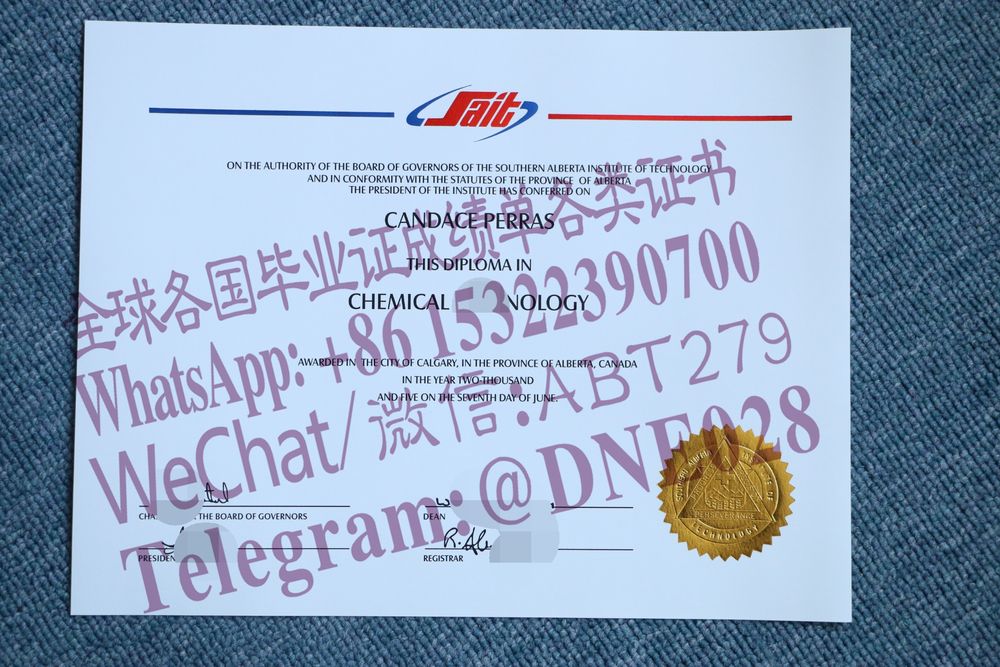 Sait
ON THE AUTHORITY OF THE BOARD OF GOVERNORS OF THE SOUTHERN ALBERTA INSTITUTE OF TECHNOLOGY
AND IN CONFORMITY WITH THE STATUTES OF THE PROVINCE OF ALBERTA
THE PRESIDENT OF THE INSTITUTE HAS CONFERRED ON
CANDACE PERRAS
THIS DIPLOMA IN
CHEMICAL NOLOGY
全球各国毕业证成绩单各类证书
WhatsApp: +86 15322390700
AWARDED IN THE CITY OF CALGARY, IN THE PROVINCE OF ALBERTA, CANADA
IN THE YEAR TWO-THOUSAND
AND FIVE ON THE SEVENTH DAY OF JUNE.
WeChat/微信:ABT279
Telegram: @DNF028
THE BOARD OF GOVERNORS
DEAN
PRESIDEN
REGISTRAR
PERSEVERANCE
TECHNOLOGY